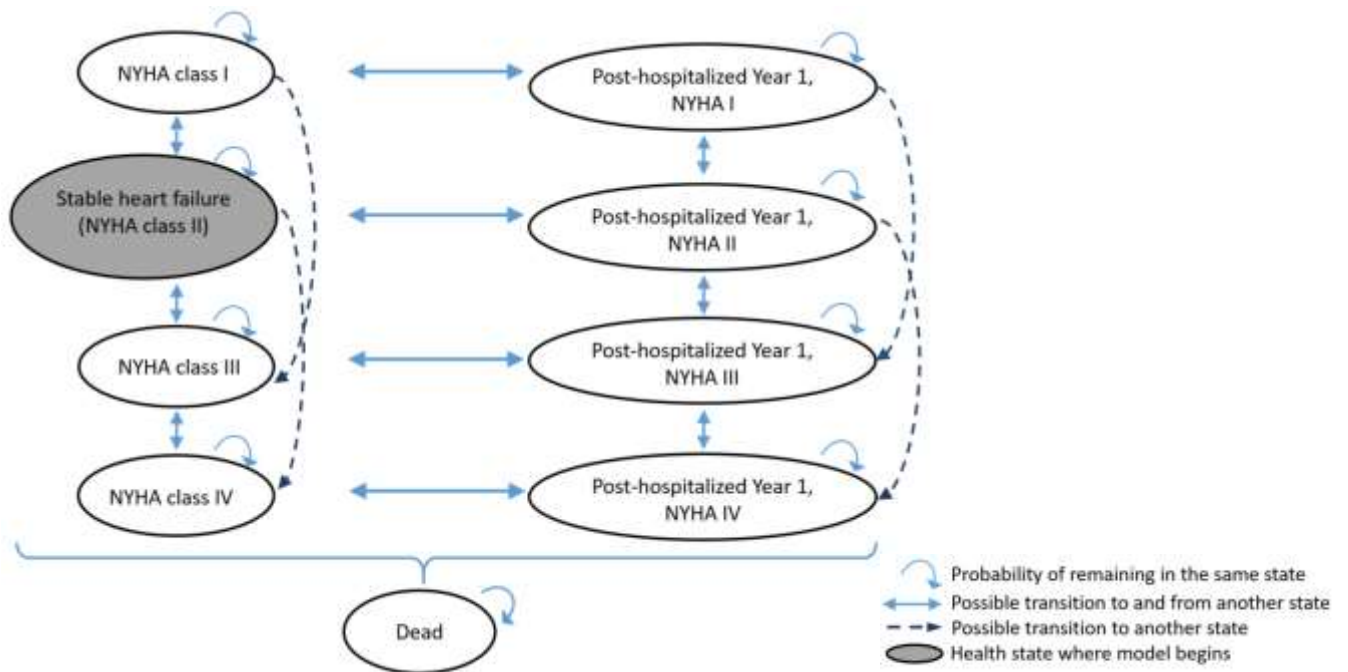 NYHA class I
Post-hospitalized Year 1,
NYHA I
Stable heart failure
(NYHA class II)
Post-hospitalized Year 1,
NYHA II
NYHA class III
Post-hospitalized Year 1,
NYHA III
NYHA class IV
Post-hospitalized Year 1,
NYHA IV
Dead
Probability of remaining in the same state
Possible transition to and from another state
Possible transition to another state
Health state where model begins